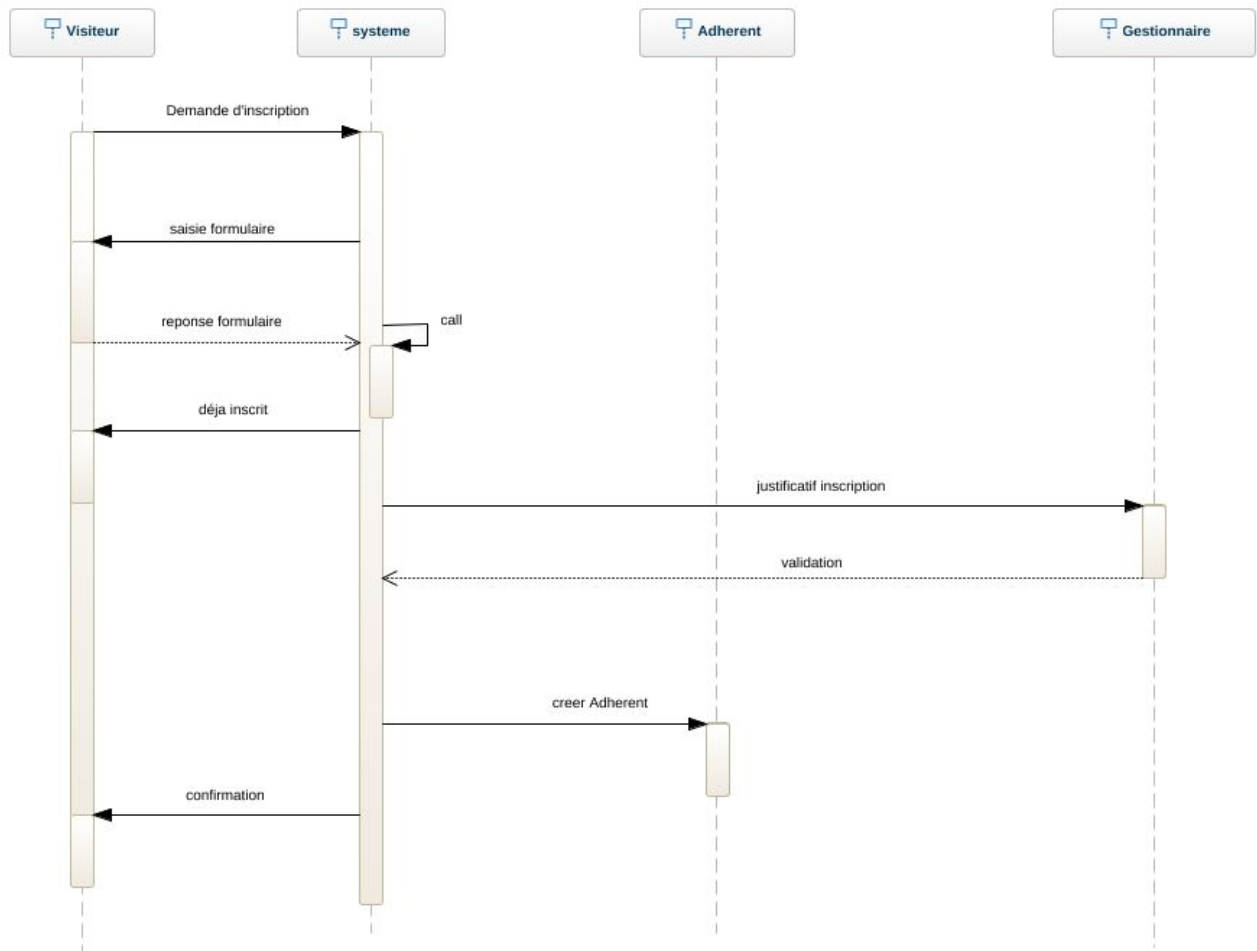 Visiteur
systeme
Adherent
Gestionnaire
Demande d'inscription
saisie formulaire
reponse formulaire
call
déja inscrit
justificatif inscription
validation
creer Adherent
confirmation